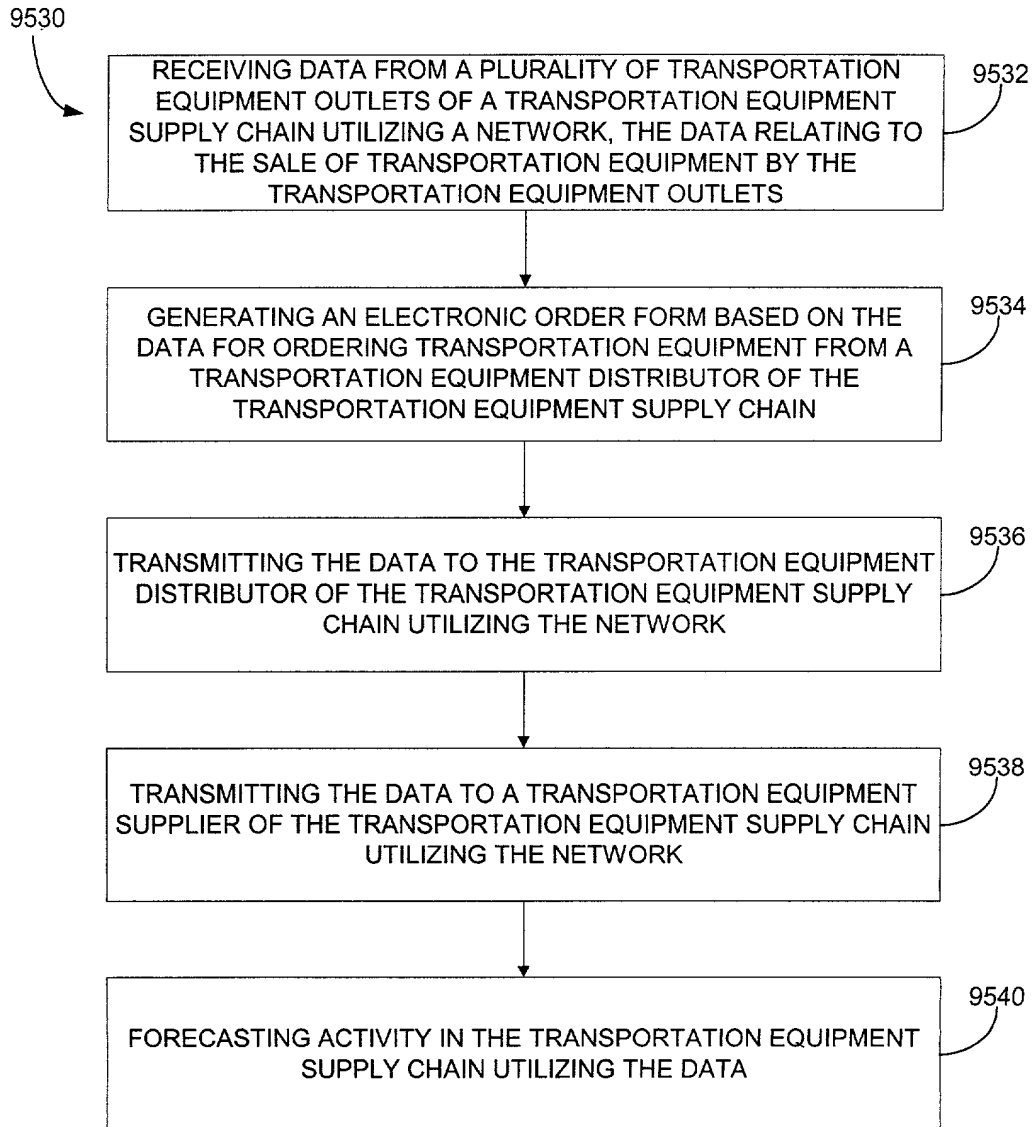 9530
RECEIVING DATA FROM A PLURALITY OF TRANSPORTATION
EQUIPMENT OUTLETS OF A TRANSPORTATION EQUIPMENT
SUPPLY CHAIN UTILIZING A NETWORK, THE DATA RELATING TO
THE SALE OF TRANSPORTATION EQUIPMENT BY THE
TRANSPORTATION EQUIPMENT OUTLETS
9532
GENERATING AN ELECTRONIC ORDER FORM BASED ON THE
DATA FOR ORDERING TRANSPORTATION EQUIPMENT FROM A
TRANSPORTATION EQUIPMENT DISTRIBUTOR OF THE
TRANSPORTATION EQUIPMENT SUPPLY CHAIN
9534
TRANSMITTING THE DATA TO THE TRANSPORTATION EQUIPMENT
DISTRIBUTOR OF THE TRANSPORTATION EQUIPMENT SUPPLY
CHAIN UTILIZING THE NETWORK
9536
TRANSMITTING THE DATA TO A TRANSPORTATION EQUIPMENT
SUPPLIER OF THE TRANSPORTATION EQUIPMENT SUPPLY CHAIN
UTILIZING THE NETWORK
9538
FORECASTING ACTIVITY IN THE TRANSPORTATION EQUIPMENT
SUPPLY CHAIN UTILIZING THE DATA
9540